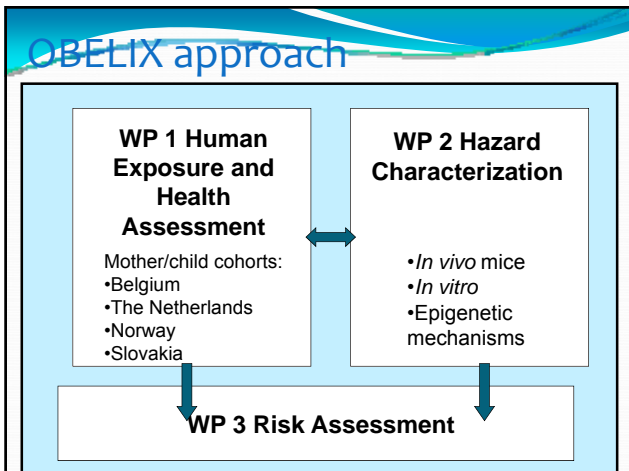 OBELIX approach
WP 1 Human
Exposure and
Health
Assessment
Mother/child cohorts:
•Belgium
•The Netherlands
•Norway
•Slovakia
WP 2 Hazard
Characterization
•In vivo mice
•In vitro
•Epigenetic
mechanisms
WP 3 Risk Assessment